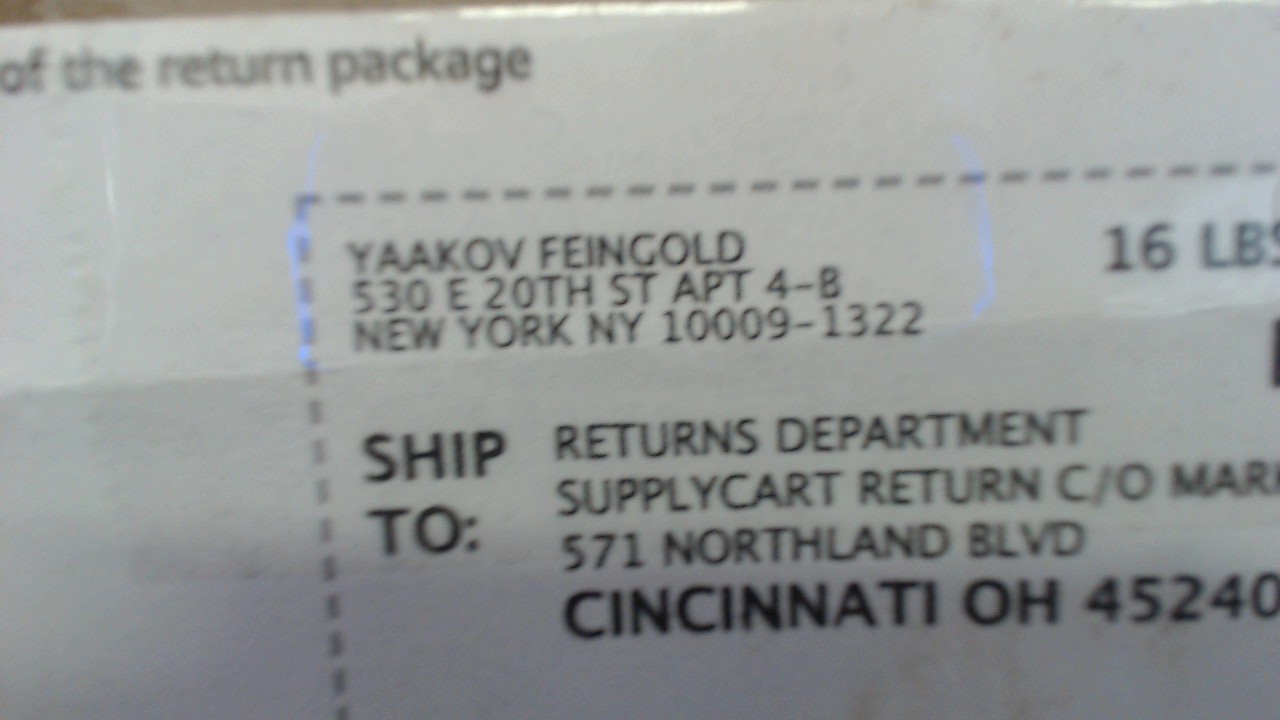 of the return package
YAAKOV FEINGOLD
530 E 20TH ST APT 4-B
NEW YORK NY 10009-1322
16 LBS
SHIP TO:
RETURNS DEPARTMENT
SUPPLYCART RETURN C/O
571 NORTHLAND BLVD
CINCINNATI OH 45240